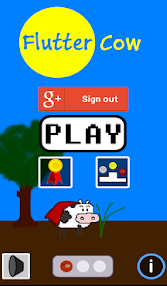 Flutter Cow
g+ Sign out
PLAY
i